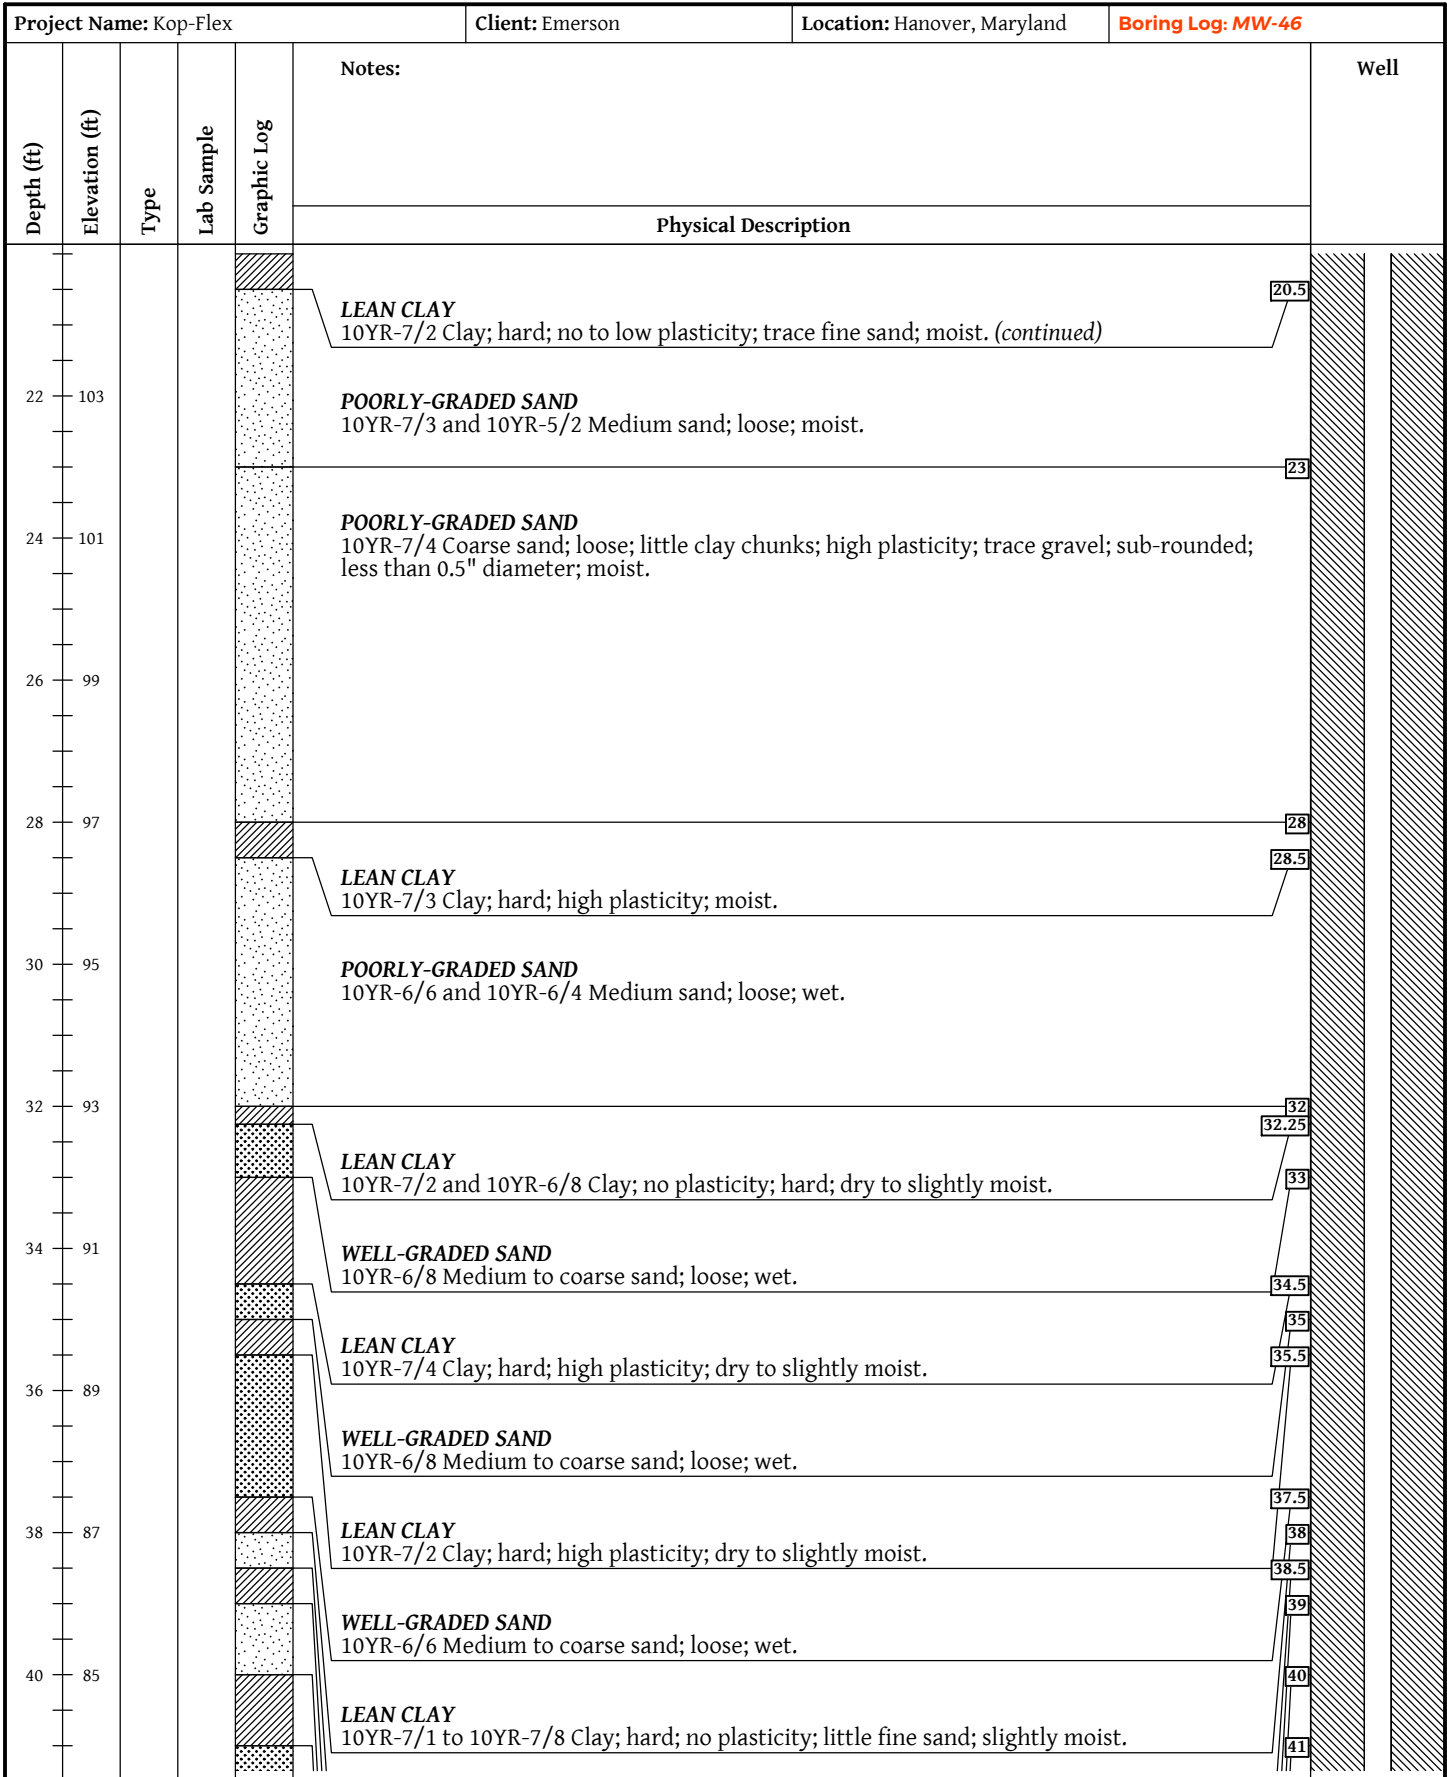 Project Name: Kop-Flex
Client: Emerson
Location: Hanover, Maryland
Boring Log: MW-46
Depth (ft)
Elevation (ft)
Type
Lab Sample
Graphic Log
Notes:
Physical Description
Well
20.5
LEAN CLAY
10YR-7/2 Clay; hard; no to low plasticity; trace fine sand; moist. (continued)
22 103
POORLY-GRADED SAND
10YR-7/3 and 10YR-5/2 Medium sand; loose; moist.
23
POORLY-GRADED SAND
24 101
10YR-7/4 Coarse sand; loose; little clay chunks; high plasticity; trace gravel; sub-rounded;
less than 0.5" diameter; moist.
26 99
28 97
28
28.5
LEAN CLAY
10YR-7/3 Clay; hard; high plasticity; moist.
30 95
POORLY-GRADED SAND
10YR-6/6 and 10YR-6/4 Medium sand; loose; wet.
32 93
32
32.25
LEAN CLAY
10YR-7/2 and 10YR-6/8 Clay; no plasticity; hard; dry to slightly moist.
33
34 91
WELL-GRADED SAND
10YR-6/8 Medium to coarse sand; loose; wet.
34.5
35
LEAN CLAY
10YR-7/4 Clay; hard; high plasticity; dry to slightly moist.
35.5
36 89
WELL-GRADED SAND
10YR-6/8 Medium to coarse sand; loose; wet.
37.5
38 87
LEAN CLAY
10YR-7/2 Clay; hard; high plasticity; dry to slightly moist.
38
38.5
39
WELL-GRADED SAND
10YR-6/6 Medium to coarse sand; loose; wet.
40 85
40
LEAN CLAY
10YR-7/1 to 10YR-7/8 Clay; hard; no plasticity; little fine sand; slightly moist.
41